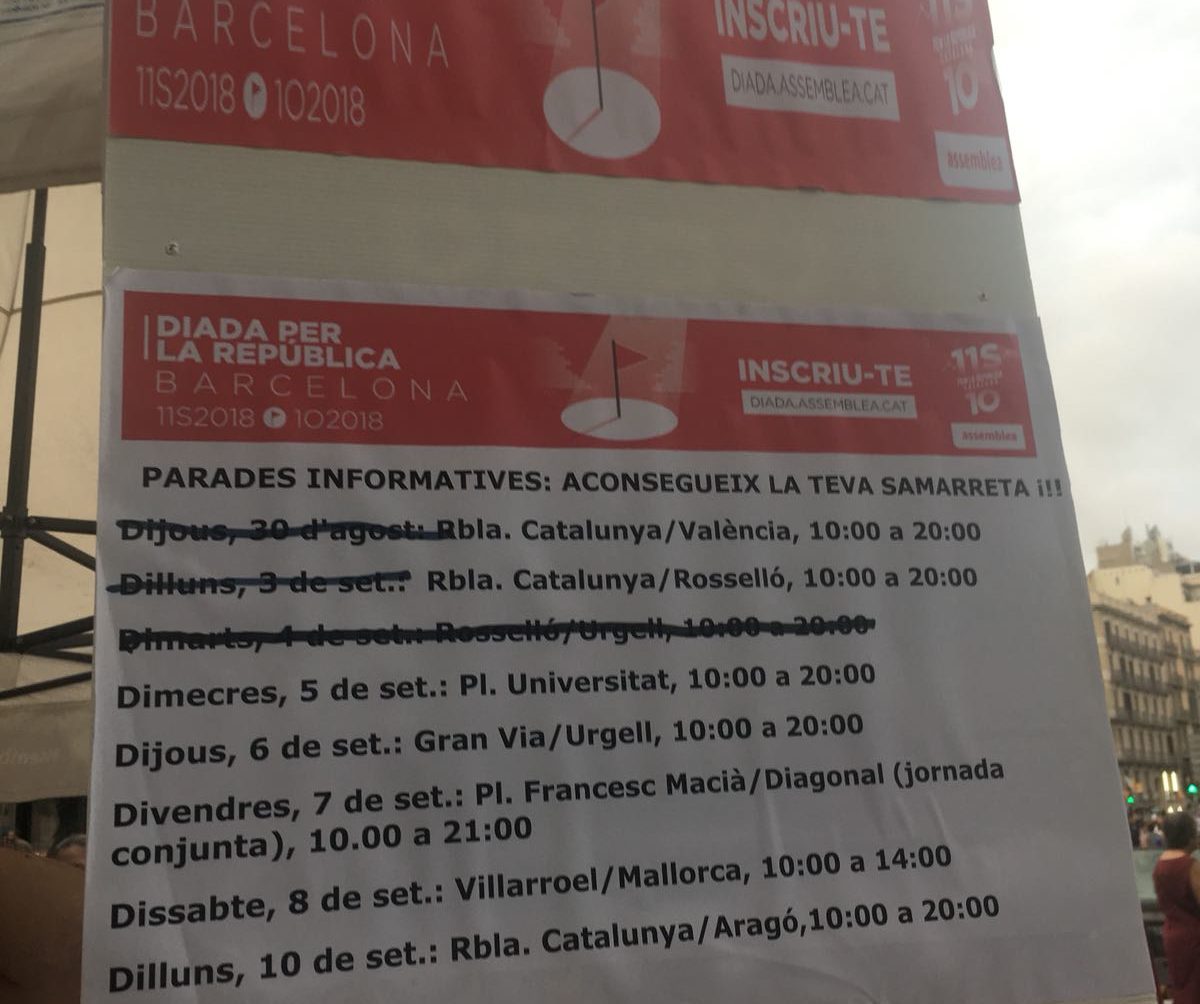 BARCELONA
11S2018 1O2018
INSCRIU-TE
DIADA.ASSEMBLEA.CAT
11S
10
assemblea
DIADA PER
LA REPÚBLICA
BARCELONA
11S2018 1O2018
INSCRIU-TE
DIADA.ASSEMBLEA.CAT
11S
10
assemblea
PARADES INFORMATIVES: ACONSEGUEIX LA TEVA SAMARRETA ¡!!
Dijous, 30 d'agost: Rbla. Catalunya/València, 10:00 a 20:00
Dilluns, 3 de set.: Rbla. Catalunya/Rosselló, 10:00 a 20:00
Dimarts, 4 de set.: Rosselló/Urgell, 10:00 a 20:00
Dimecres, 5 de set.: Pl. Universitat, 10:00 a 20:00
Dijous, 6 de set.: Gran Via/Urgell, 10:00 a 20:00
Divendres, 7 de set.: Pl. Francesc Macià/Diagonal (jornada
conjunta), 10.00 a 21:00
Dissabte, 8 de set.: Villarroel/Mallorca, 10:00 a 14:00
Dilluns, 10 de set.: Rbla. Catalunya/Aragó,10:00 a 20:00